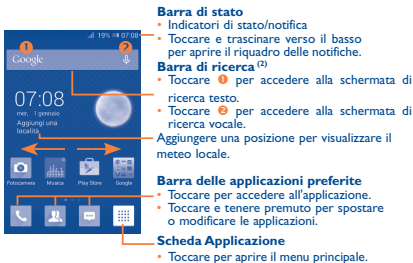 19% 07:08
1
2
Google
07:08
mer, 1 gennaio
Aggiungi una
località
Fotocamera Musica Play Store Google
Barra di stato
• Indicatori di stato/notifica
• Toccare e trascinare verso il basso
per aprire il riquadro delle notifiche.
Barra di ricerca (2)
• Toccare 1 per accedere alla schermata di
ricerca testo.
• Toccare 2 per accedere alla schermata di
ricerca vocale.
Aggiungere una posizione per visualizzare il
meteo locale.
Barra delle applicazioni preferite
• Toccare per accedere all'applicazione.
• Toccare e tenere premuto per spostare
o modificare le applicazioni.
Scheda Applicazione
• Toccare per aprire il menu principale.